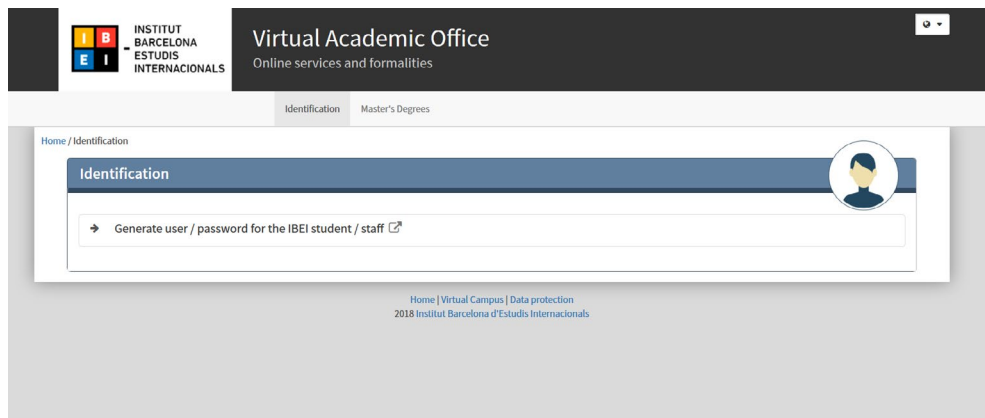 I B
E I
INSTITUT
BARCELONA
ESTUDIS
INTERNACIONALS
Virtual Academic Office
Online services and formalities
Identification Master's Degrees
Home / Identification
Identification
Generate user / password for the IBEI student / staff
Home | Virtual Campus | Data protection
2018 Institut Barcelona d'Estudis Internacionals